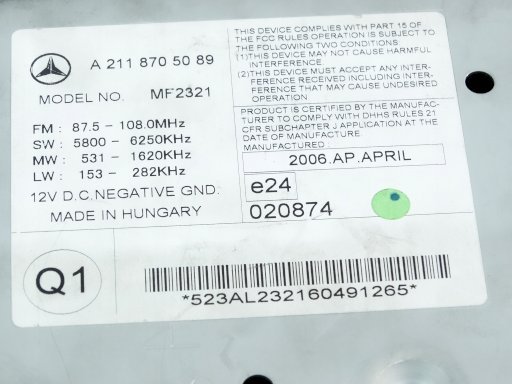 A 211 870 50 89
MODEL NO. MF2321
FM : 87.5 - 108.0MHz
SW : 5800 - 6250KHz
MW : 531 - 1620KHz
LW : 153 - 282KHz
12V D.C.NEGATIVE GND:
MADE IN HUNGARY
THIS DEVICE COMPLIES WITH PART 15 OF
THE FCC RULES OPERATION IS SUBJECT TO
THE FOLLOWING TWO CONDITIONS:
(1)THIS DEVICE MAY NOT CAUSE HARMFUL
INTERFERENCE.
(2)THIS DEVICE MUST ACCEPT ANY INTER-
FERENCE RECEIVED INCLUDING INTER-
FERENCE THAT MAY CAUSE UNDESIRED
OPERATION.
PRODUCT IS CERTIFIED BY THE MANUFAC-
TURER TO COMPLY WITH DHHS RULES 21
CFR SUBCHAPTER J APPLICABLE AT THE
DATE OF MANUFACTURE.
MANUFACTURED :
2006.AP.APRIL
e24
020874
Q1
*523AL232160491265*